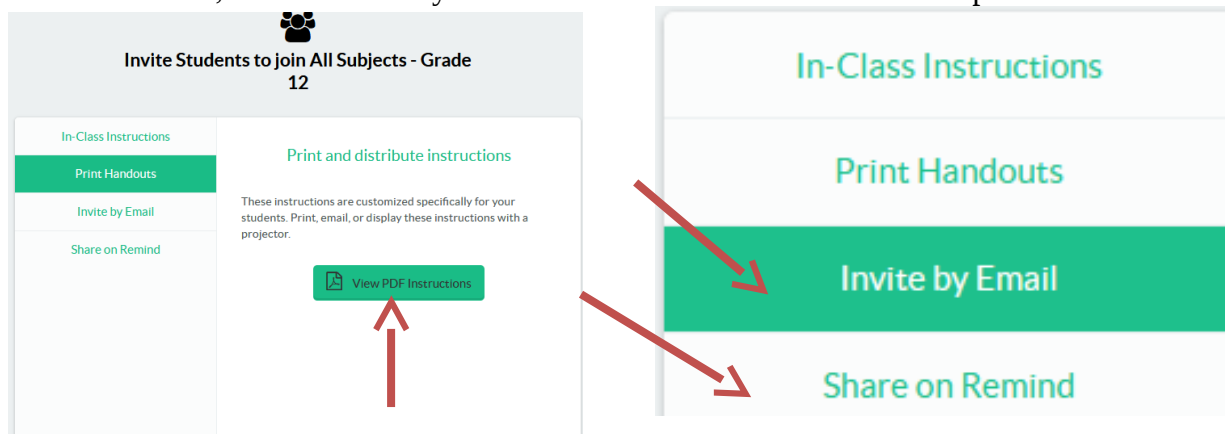 Invite Students to join All Subjects - Grade
12
In-Class Instructions
Print Handouts
Invite by Email
Share on Remind
Print and distribute instructions
These instructions are customized specifically for your
students. Print, email, or display these instructions with a
projector.
View PDF Instructions
In-Class Instructions
Print Handouts
Invite by Email
Share on Remind